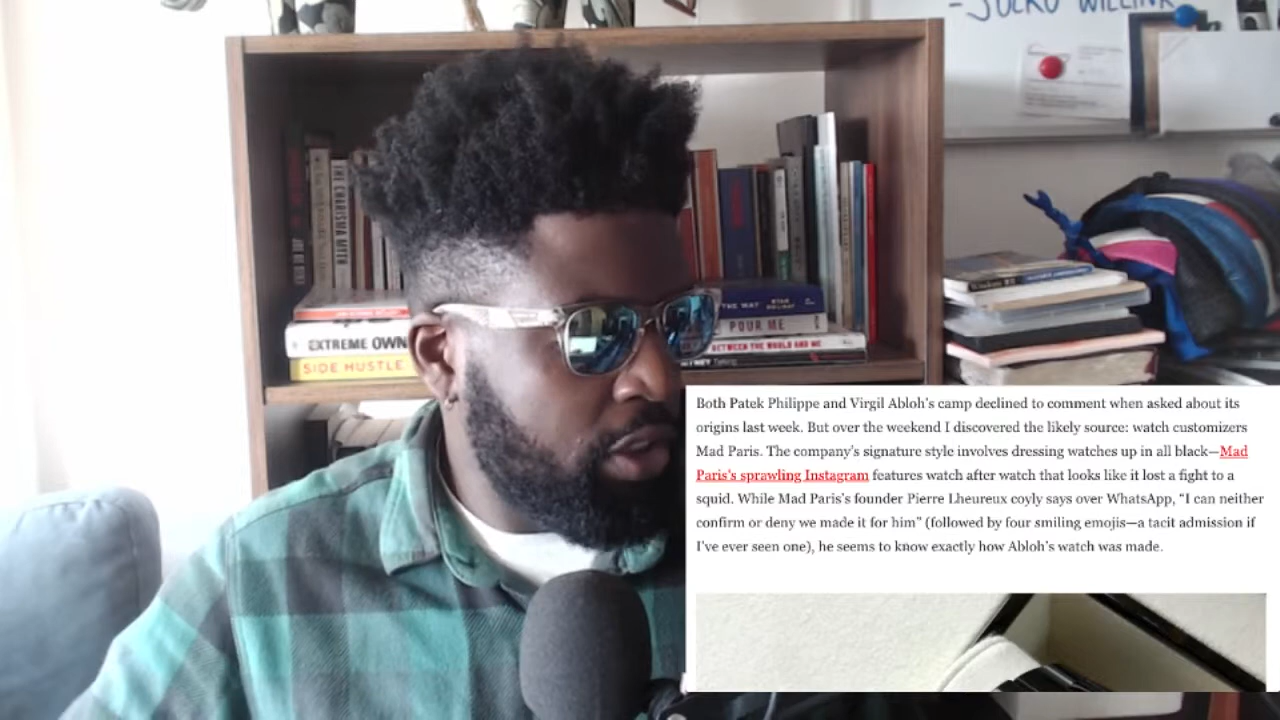 -JOCKO WILLINK
THE CHARISMA MYTH
THE WAY
POUR ME
BETWEEN THE WORLD AND ME
EXTREME OWN
SIDE HUSTLE
Both Patek Philippe and Virgil Abloh's camp declined to comment when asked about its
origins last week. But over the weekend I discovered the likely source: watch customizers
Mad Paris. The company's signature style involves dressing watches up in all black—Mad
Paris's sprawling Instagram features watch after watch that looks like it lost a fight to a
squid. While Mad Paris's founder Pierre Lheureux coyly says over WhatsApp, “I can neither
confirm or deny we made it for him” (followed by four smiling emojis—a tacit admission if
I've ever seen one), he seems to know exactly how Abloh's watch was made.